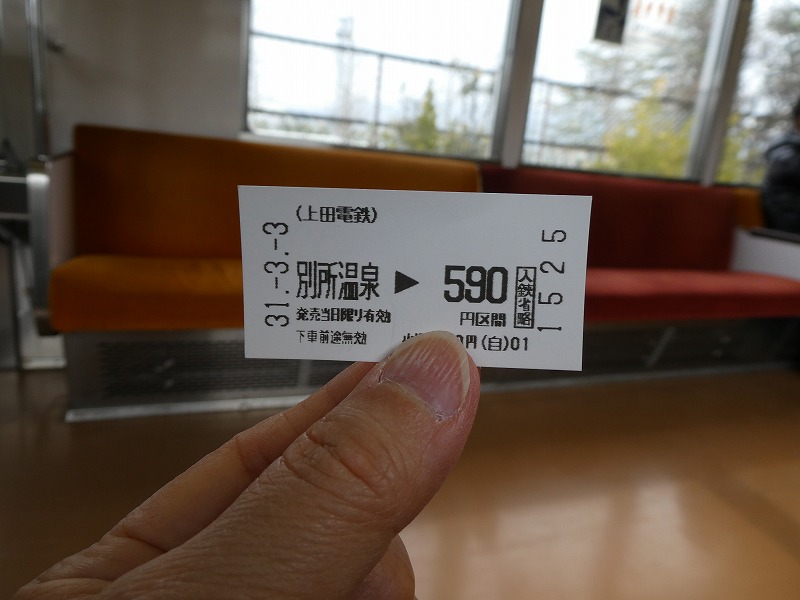 (上田電鉄)
31.-3.-3
別所温泉 ▶ 590
円区間
入鉄省略
発売当日限り有効
下車前途無効
円(自)01
1525